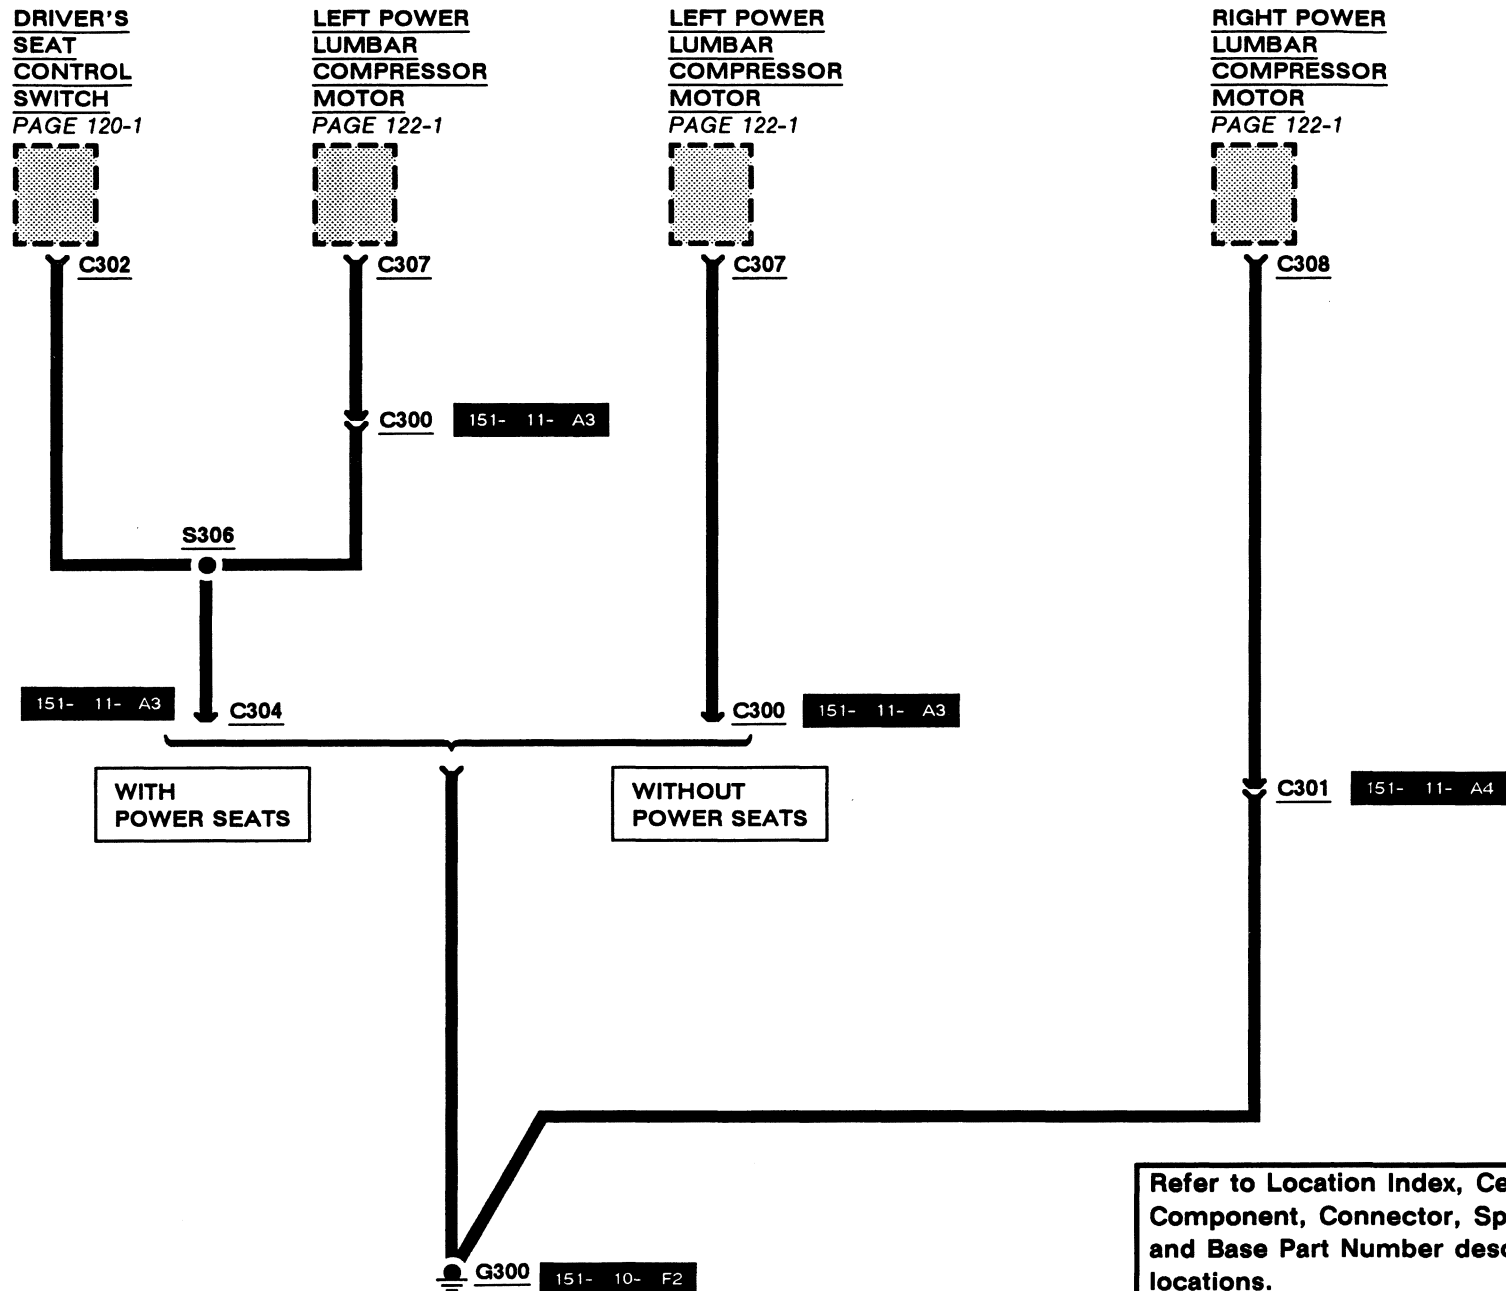 DRIVER'S
SEAT
CONTROL
SWITCH
PAGE 120-1
LEFT POWER
LUMBAR
COMPRESSOR
MOTOR
PAGE 122-1
LEFT POWER
LUMBAR
COMPRESSOR
MOTOR
PAGE 122-1
RIGHT POWER
LUMBAR
COMPRESSOR
MOTOR
PAGE 122-1
C302
C307
C307
C308
C300 151- 11- A3
S306
151- 11- A3 C304
C300 151- 11- A3
WITH
POWER SEATS
WITHOUT
POWER SEATS
C301 151- 11- A4
Refer to Location Index, Ce
Component, Connector, Sp
and Base Part Number desc
locations.
G300 151- 10- F2